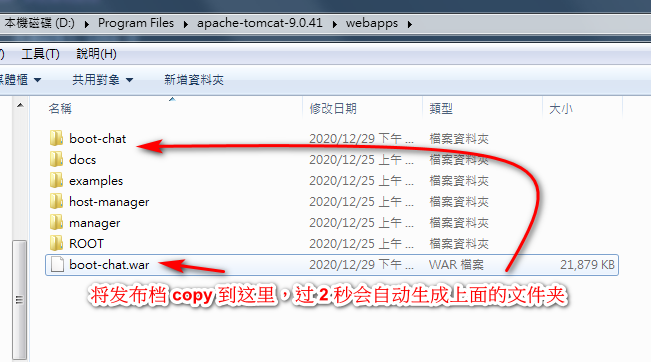 本機磁碟 (D:) ▸ Program Files ▸ apache-tomcat-9.0.41 ▸ webapps ▸
) 工具(T) 說明(H)
媒體櫃 ▼ 共用對象 ▼ 新增資料夾
名稱 修改日期 類型 大小
boot-chat 2020/12/29 下午 ... 檔案資料夾
docs 2020/12/25 上午 ... 檔案資料夾
examples 2020/12/25 上午 ... 檔案資料夾
host-manager 2020/12/25 上午 ... 檔案資料夾
manager 2020/12/25 上午 ... 檔案資料夾
ROOT 2020/12/25 上午 ... 檔案資料夾
boot-chat.war 2020/12/29 下午 ... WAR 檔案 21,879 KB
将发布档 copy 到这里，过 2 秒会自动生成上面的文件夹